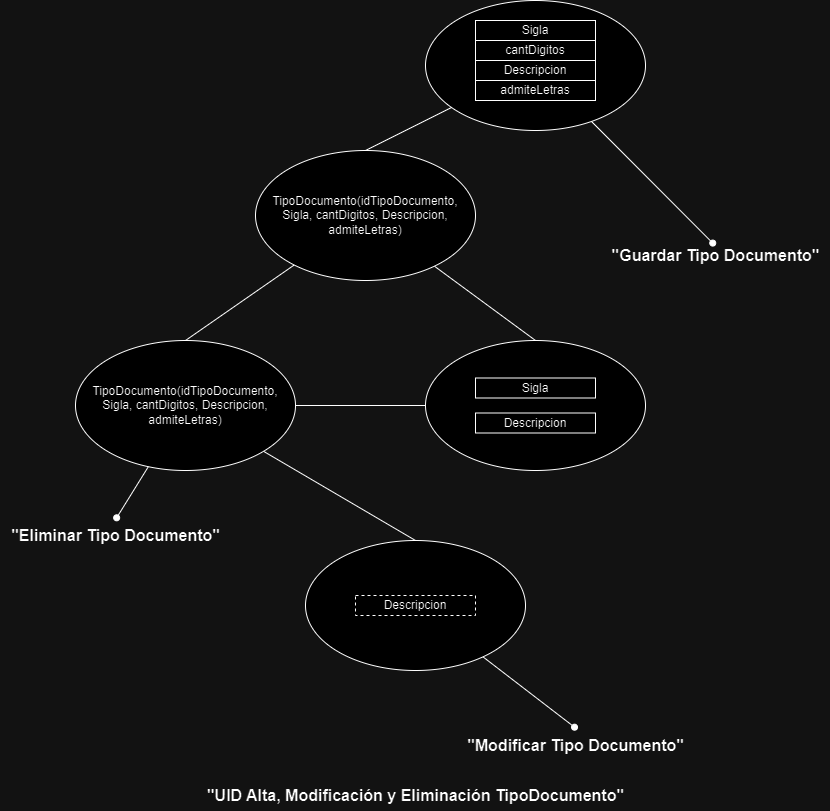 Sigla
cantDigitos
Descripcion
admiteLetras
TipoDocumento(idTipoDocumento,
Sigla, cantDigitos, Descripcion,
admiteLetras)
"Guardar Tipo Documento"
TipoDocumento(idTipoDocumento,
Sigla, cantDigitos, Descripcion,
admiteLetras)
Sigla
Descripcion
"Eliminar Tipo Documento"
Descripcion
"Modificar Tipo Documento"
"UID Alta, Modificación y Eliminación TipoDocumento"